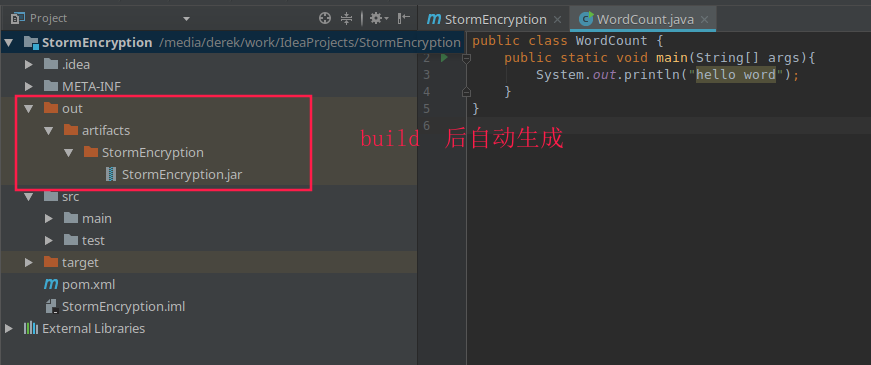 Project
StormEncryption /media/derek/work/IdeaProjects/StormEncryption
.idea
META-INF
out
artifacts
StormEncryption
StormEncryption.jar
src
main
test
target
pom.xml
StormEncryption.iml
External Libraries
StormEncryption
WordCount.java
public class WordCount {
2 public static void main(String[] args){
3 System.out.println("hello word");
4 }
5 }
6
build 后自动生成